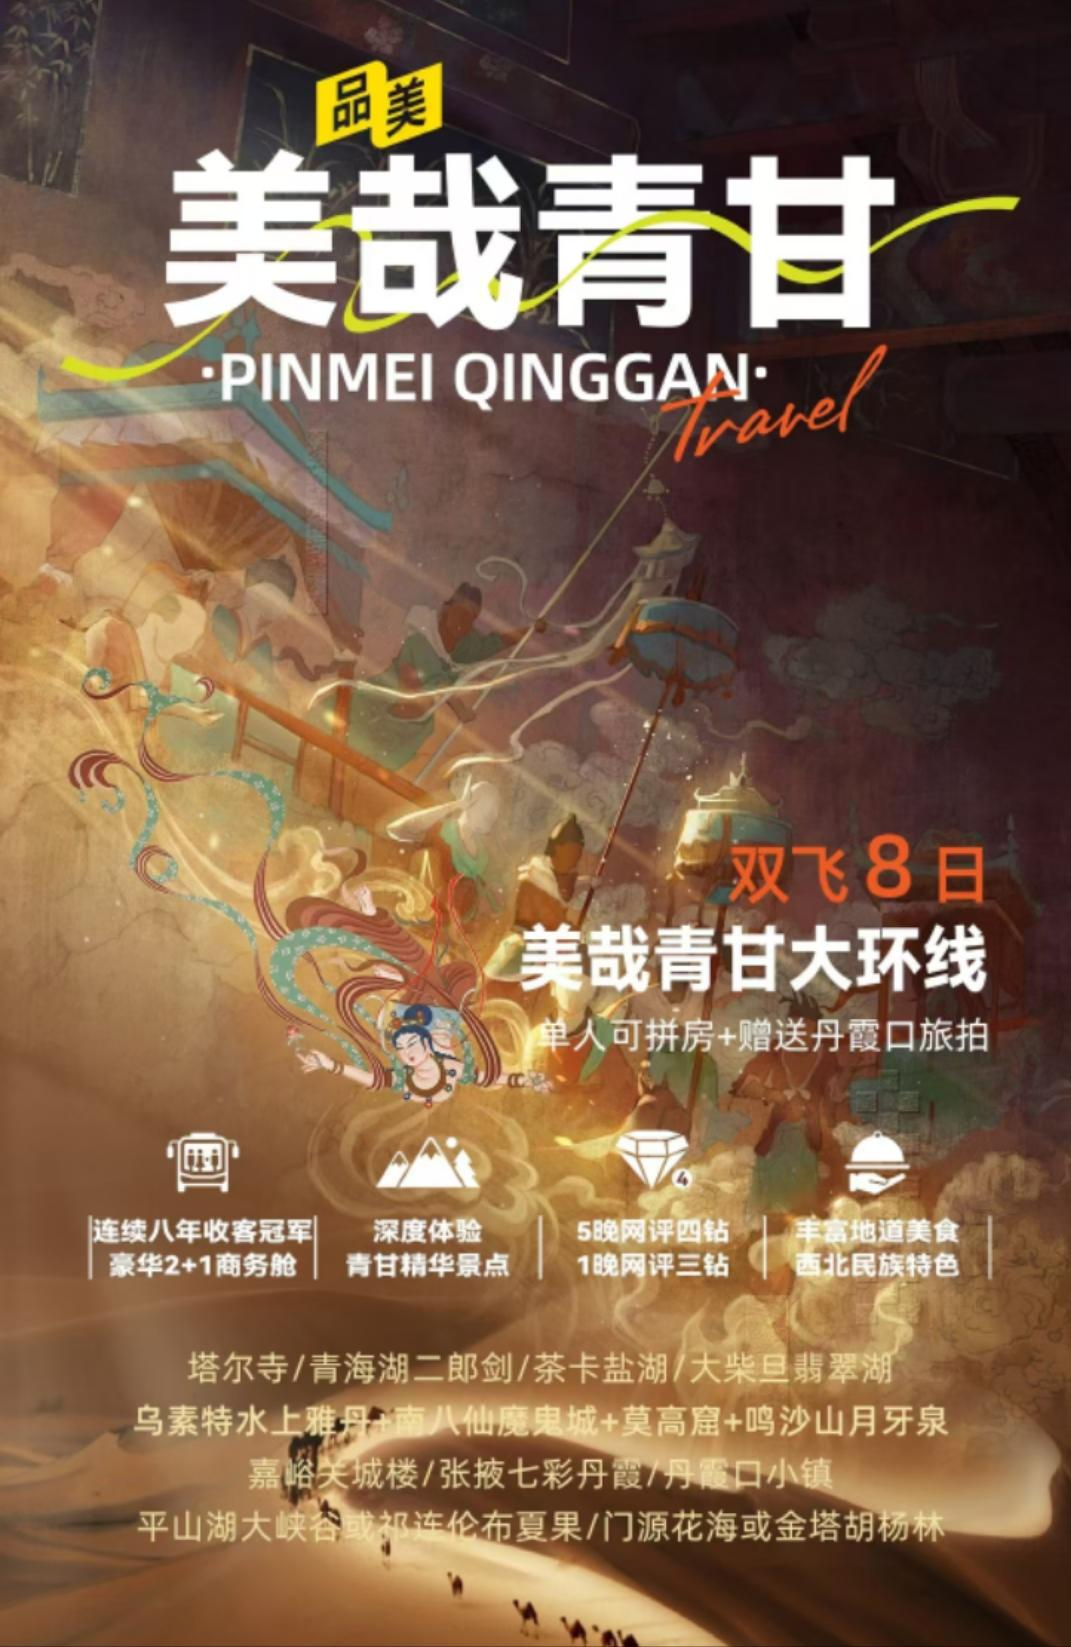 品美
美哉青甘
·PINMEI QINGGAN·
travel
双飞8日
美哉青甘大环线
单人可拼房+赠送丹霞口旅拍
4
连续八年收客冠军
豪华2+1商务舱
深度体验
青甘精华景点
5晚网评四钻
1晚网评三钻
丰富地道美食
西北民族特色
塔尔寺/青海湖二郎剑/茶卡盐湖/大柴旦翡翠湖
乌素特水上雅丹+南八仙魔鬼城+莫高窟+鸣沙山月牙泉
嘉峪关城楼/张掖七彩丹霞/丹霞口小镇
平山湖大峡谷或祁连伦布夏果/门源花海或金塔胡杨林